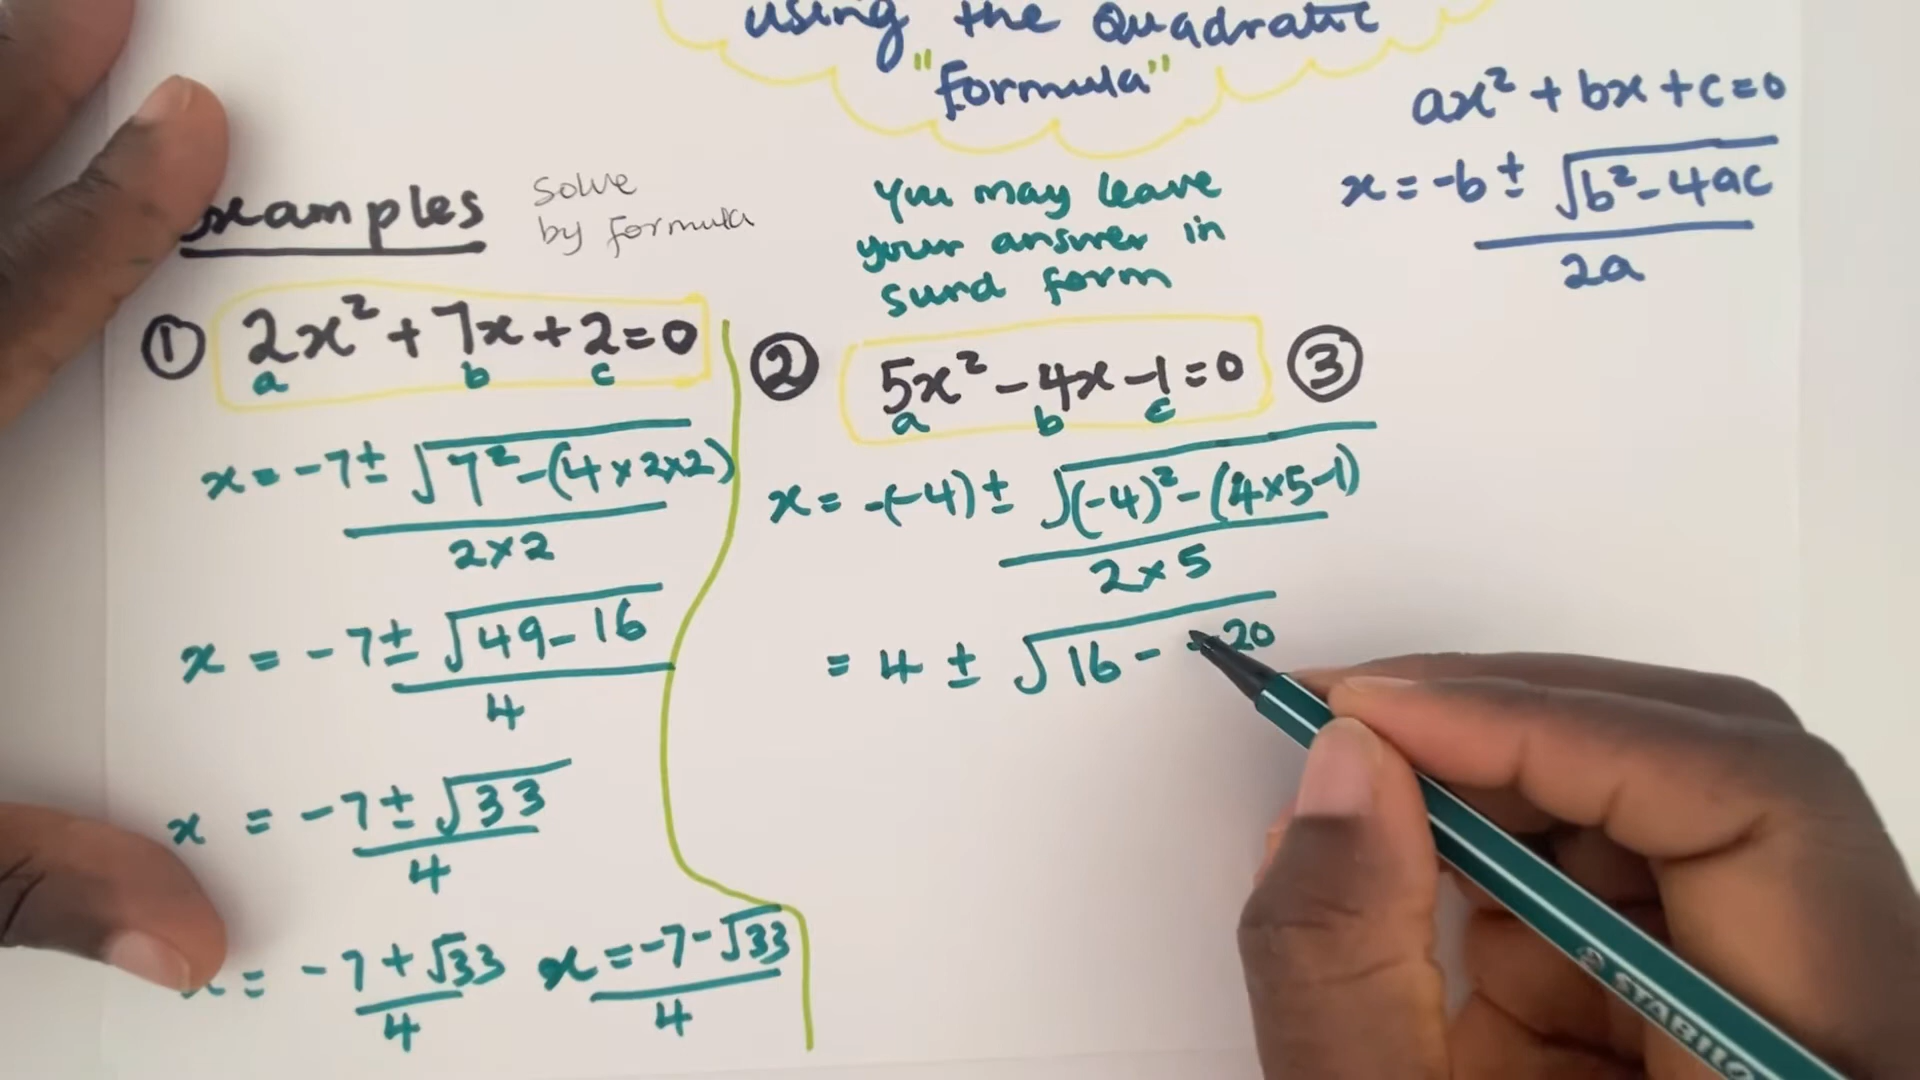 using the Quadratic
"Formula"
ax² + bx + c = 0
x = -b ± √b² - 4ac
2a
Examples
Solve
by Formula
You may leave
your answer in
surd form
① 2x² + 7x + 2 = 0
a b c
x = -7 ± √7² - (4 × 2 × 2)
2 × 2
x = -7 ± √49 - 16
4
x = -7 ± √33
4
= -7 + √33
4
x = -7 - √33
4
② 5x² - 4x - 1 = 0
a b c
x = -(-4) ± √(-4)² - (4×5-1)
2 × 5
= 4 ± √16 - -20
③
STABILO